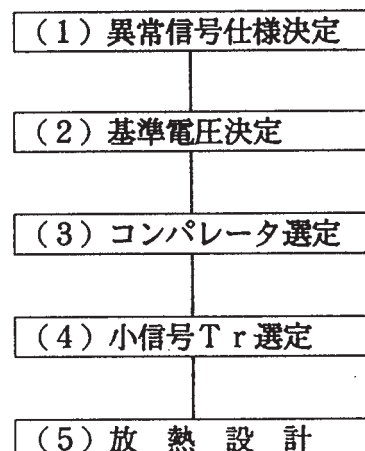 （1）異常信号仕様決定
（2）基準電圧決定
（3）コンパレータ選定
（4）小信号Ｔｒ選定
（5）放　熱　設　計